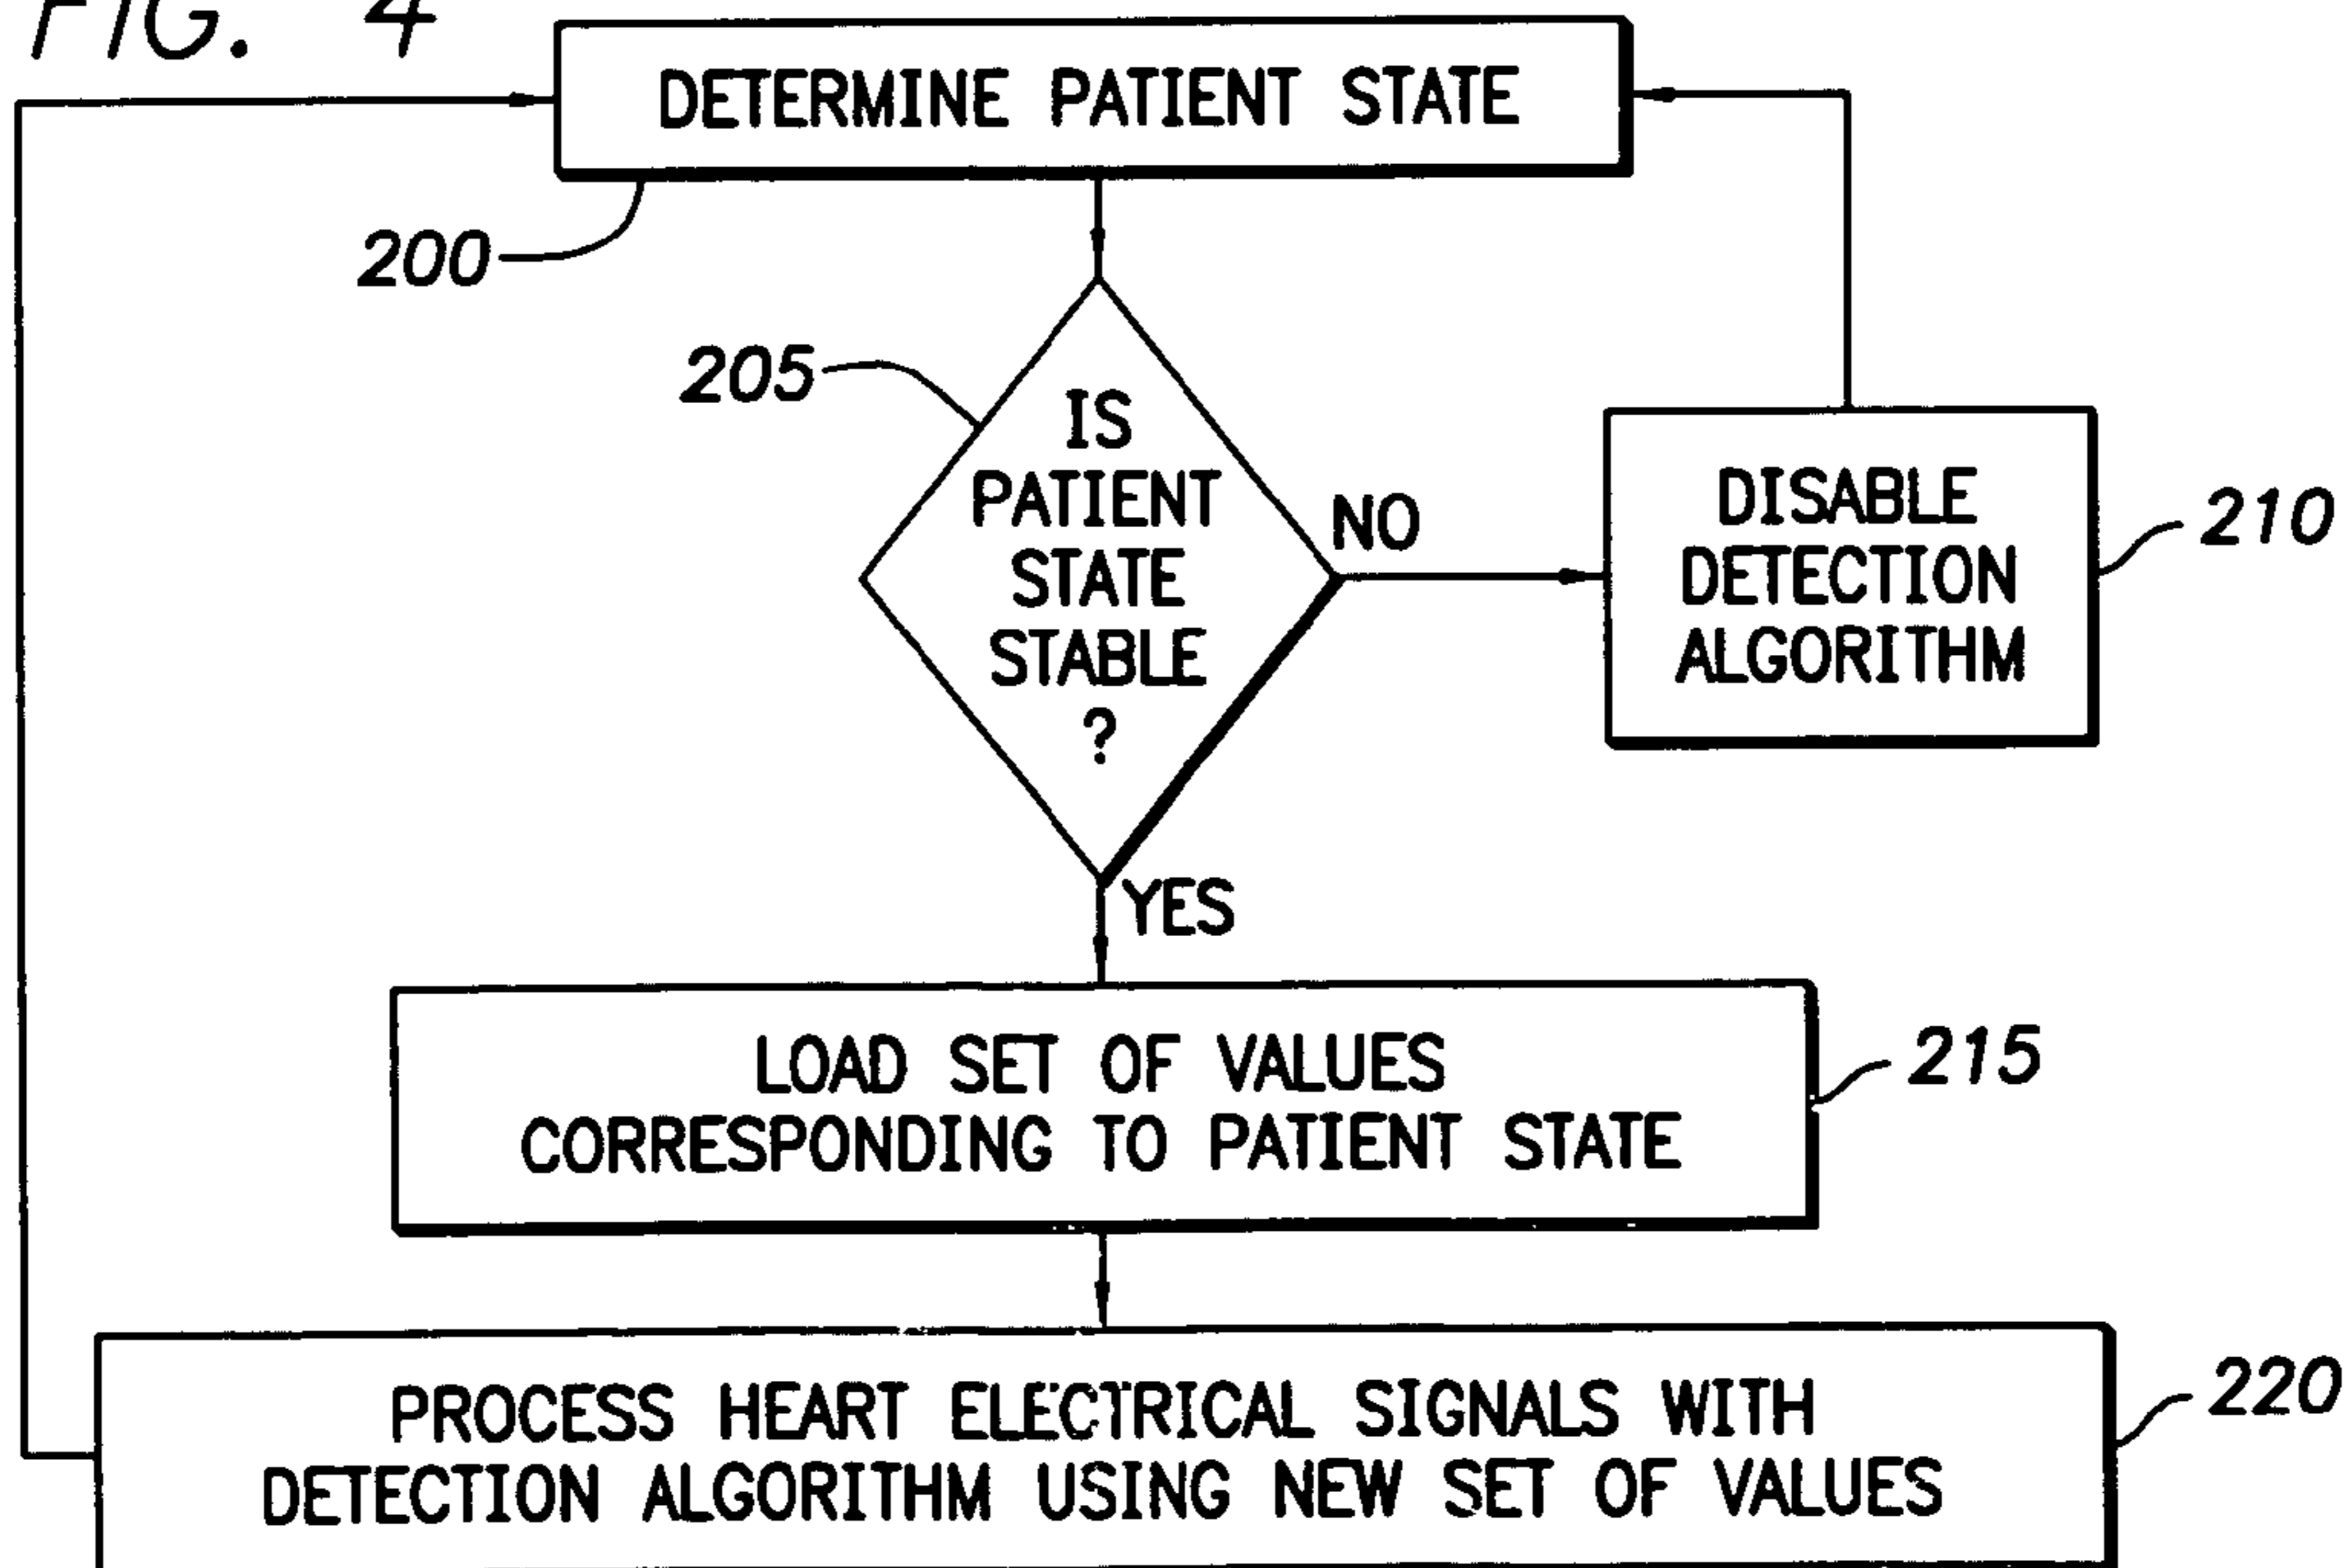 FIG. 4
DETERMINE PATIENT STATE
200
205
IS
PATIENT
STATE
STABLE
?
NO
DISABLE
DETECTION
ALGORITHM
210
YES
LOAD SET OF VALUES
CORRESPONDING TO PATIENT STATE
215
PROCESS HEART ELECTRICAL SIGNALS WITH
DETECTION ALGORITHM USING NEW SET OF VALUES
220